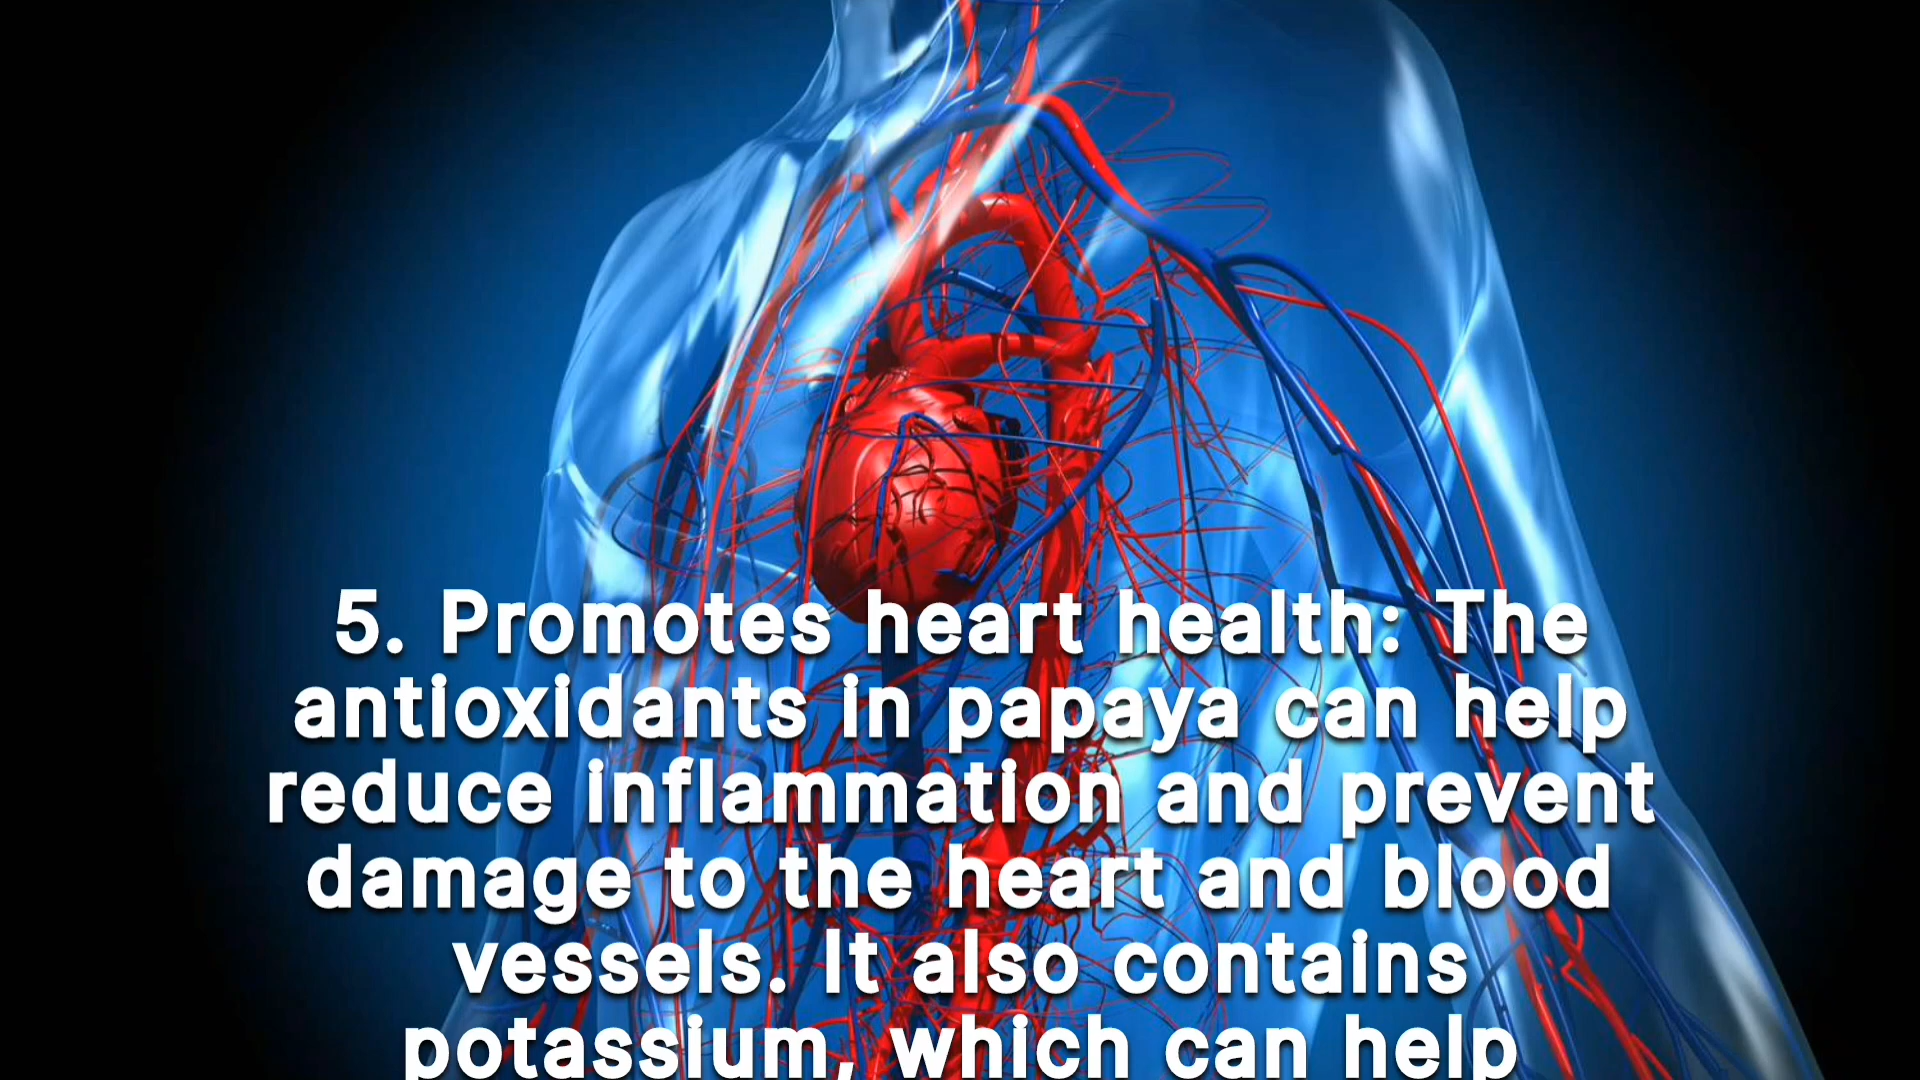 5. Promotes heart health: The
antioxidants in papaya can help
reduce inflammation and prevent
damage to the heart and blood
vessels. It also contains
potassium, which can help